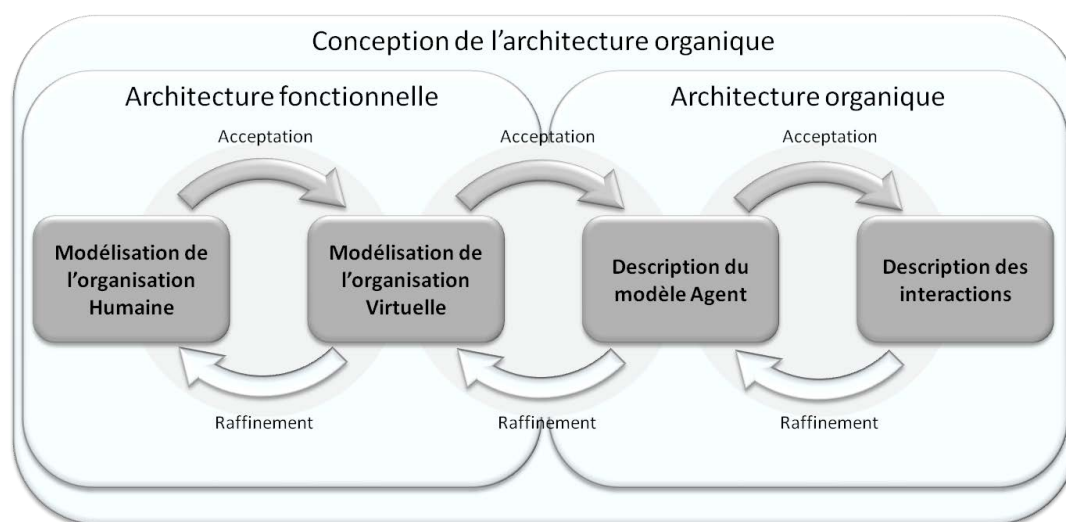 Conception de l'architecture organique
Architecture fonctionnelle
Architecture organique
Acceptation
Acceptation
Acceptation
Modélisation de
l'organisation
Humaine
Modélisation de
l'organisation
Virtuelle
Description du
modèle Agent
Description des
interactions
Raffinement
Raffinement
Raffinement